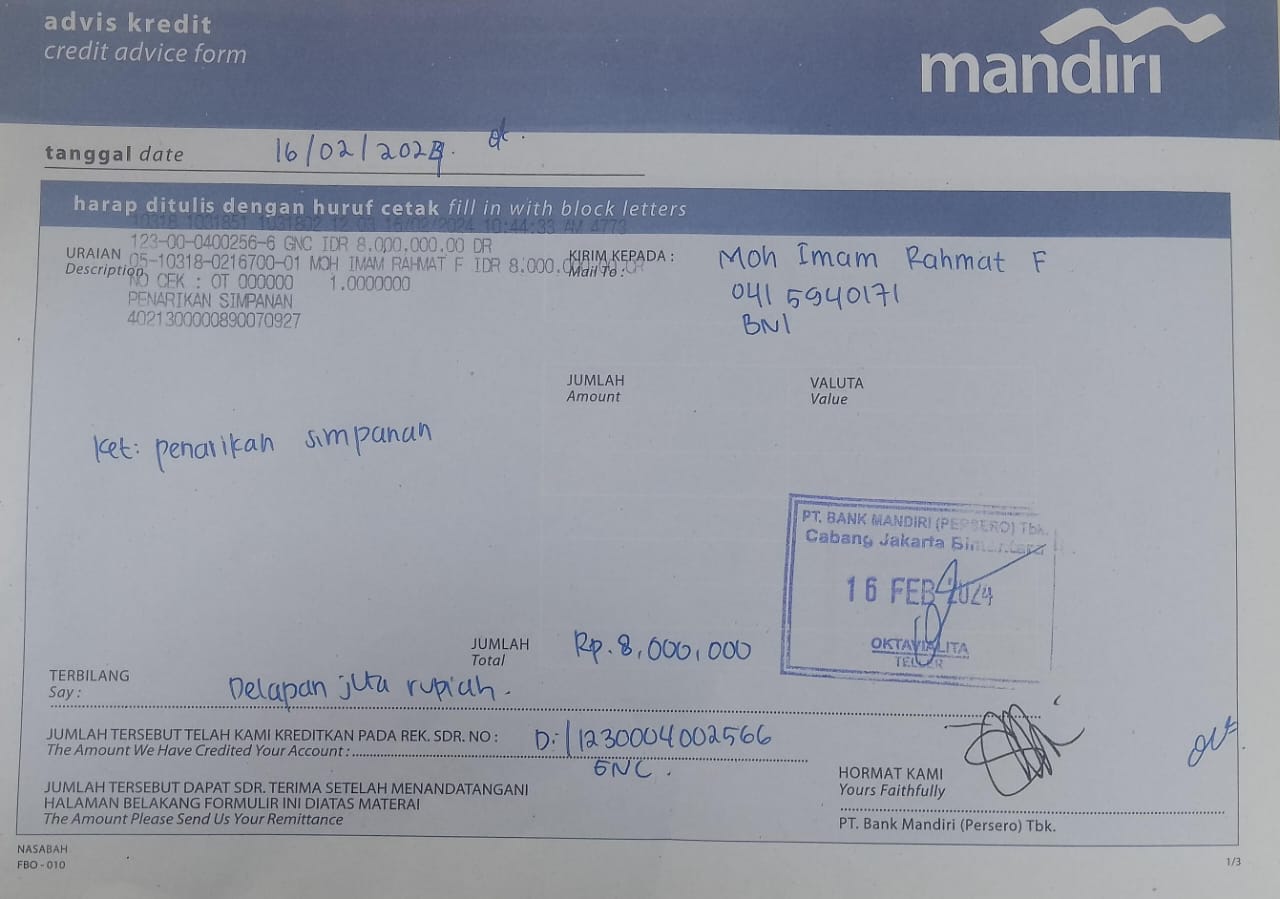 advis kredit
credit advice form
mandiri
tanggal date 16/02/2024.
harap ditulis dengan huruf cetak fill in with block letters
16/02/2024 10:44:33 AM 4773
URAIAN
Description
123-00-0400256-6 GNC IDR 8.000.000.00 DR
05-10318-0216700-01 MOH IMAM RAHMAT F IDR 8.000.000.00 CR
NO CEK : OT 000000 1.0000000
PENARIKAN SIMPANAN
4021300000890070927
KIRIM KEPADA :
Mail To :
Moh Imam Rahmat F
041 5940171
BNI
JUMLAH
Amount
VALUTA
Value
ket: penarikan simpanan
PT. BANK MANDIRI (PERSERO) Tbk.
Cabang Jakarta
16 FEB 2024
OKTAVIALITA
TELLER
JUMLAH
Total
Rp. 8,000,000
TERBILANG
Say :
Delapan juta rupiah.
JUMLAH TERSEBUT TELAH KAMI KREDITKAN PADA REK. SDR. NO :
The Amount We Have Credited Your Account :
D: 1230004002566
GNC.
JUMLAH TERSEBUT DAPAT SDR. TERIMA SETELAH MENANDATANGANI
HALAMAN BELAKANG FORMULIR INI DIATAS MATERAI
The Amount Please Send Us Your Remittance
HORMAT KAMI
Yours Faithfully
PT. Bank Mandiri (Persero) Tbk.
NASABAH
FBO - 010
1/3